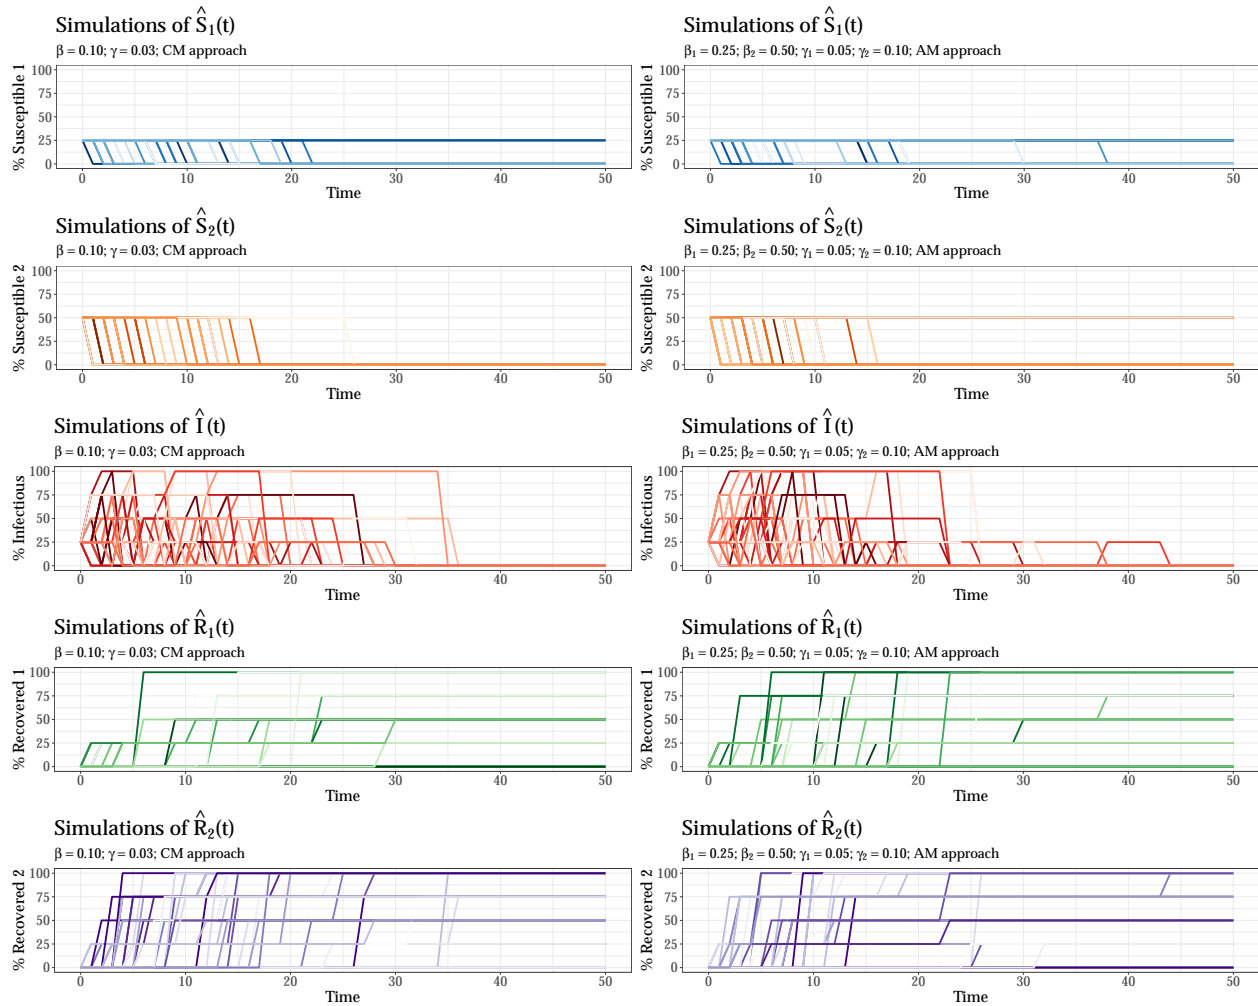 Simulations of Ŝ₁(t)
β = 0.10; γ = 0.03; CM approach
% Susceptible 1
100
75
50
25
0
0 10 20 30 40 50
Time
Simulations of Ŝ₁(t)
β₁ = 0.25; β₂ = 0.50; γ₁ = 0.05; γ₂ = 0.10; AM approach
% Susceptible 1
100
75
50
25
0
0 10 20 30 40 50
Time
Simulations of Ŝ₂(t)
β = 0.10; γ = 0.03; CM approach
% Susceptible 2
100
75
50
25
0
0 10 20 30 40 50
Time
Simulations of Ŝ₂(t)
β₁ = 0.25; β₂ = 0.50; γ₁ = 0.05; γ₂ = 0.10; AM approach
% Susceptible 2
100
75
50
25
0
0 10 20 30 40 50
Time
Simulations of Î(t)
β = 0.10; γ = 0.03; CM approach
% Infectious
100
75
50
25
0
0 10 20 30 40 50
Time
Simulations of Î(t)
β₁ = 0.25; β₂ = 0.50; γ₁ = 0.05; γ₂ = 0.10; AM approach
% Infectious
100
75
50
25
0
0 10 20 30 40 50
Time
Simulations of R̂₁(t)
β = 0.10; γ = 0.03; CM approach
% Recovered 1
100
75
50
25
0
0 10 20 30 40 50
Time
Simulations of R̂₁(t)
β₁ = 0.25; β₂ = 0.50; γ₁ = 0.05; γ₂ = 0.10; AM approach
% Recovered 1
100
75
50
25
0
0 10 20 30 40 50
Time
Simulations of R̂₂(t)
β = 0.10; γ = 0.03; CM approach
% Recovered 2
100
75
50
25
0
0 10 20 30 40 50
Time
Simulations of R̂₂(t)
β₁ = 0.25; β₂ = 0.50; γ₁ = 0.05; γ₂ = 0.10; AM approach
% Recovered 2
100
75
50
25
0
0 10 20 30 40 50
Time